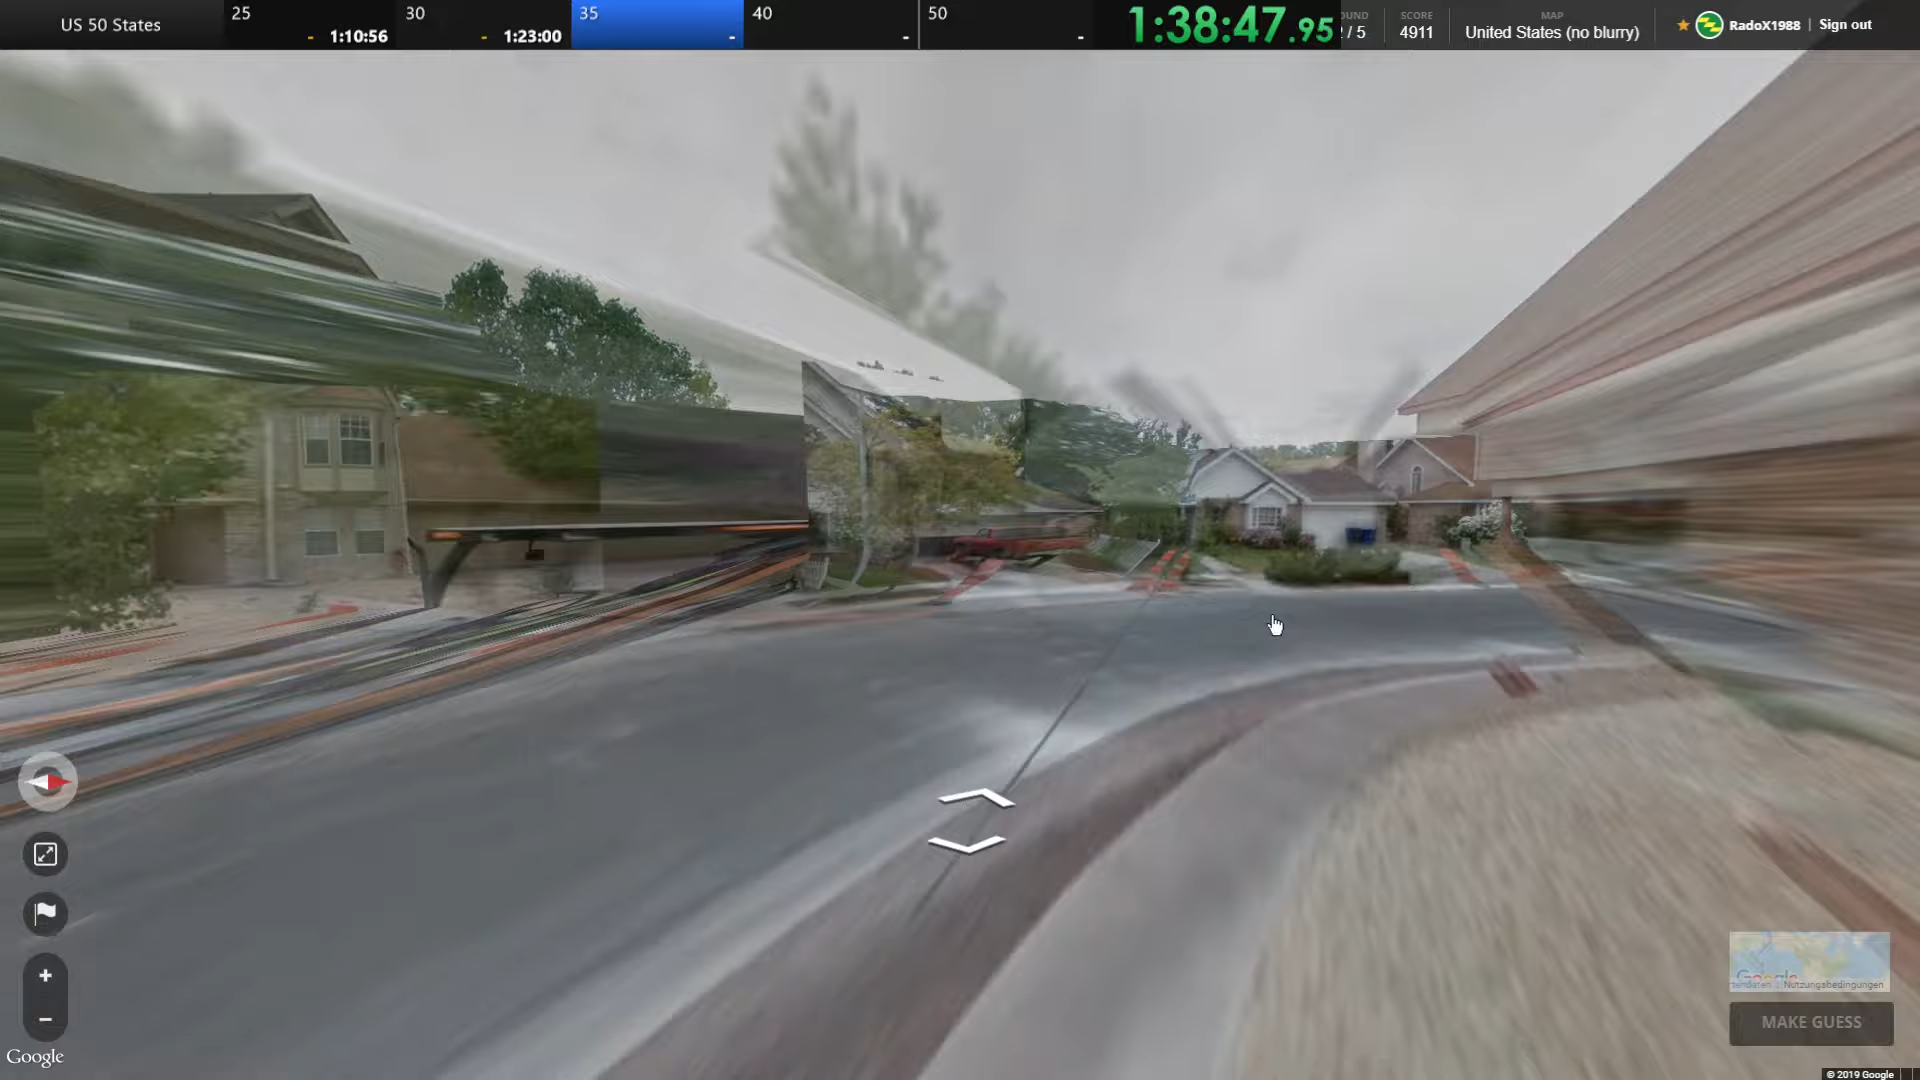 US 50 States
25
- 1:10:56
30
- 1:23:00
35
-
40
-
50
-
1:38:47.95
/ 5
SCORE
4911
MAP
United States (no blurry)
RadoX1988 | Sign out
Google
Nutzungsbedingungen
MAKE GUESS
Google
© 2019 Google